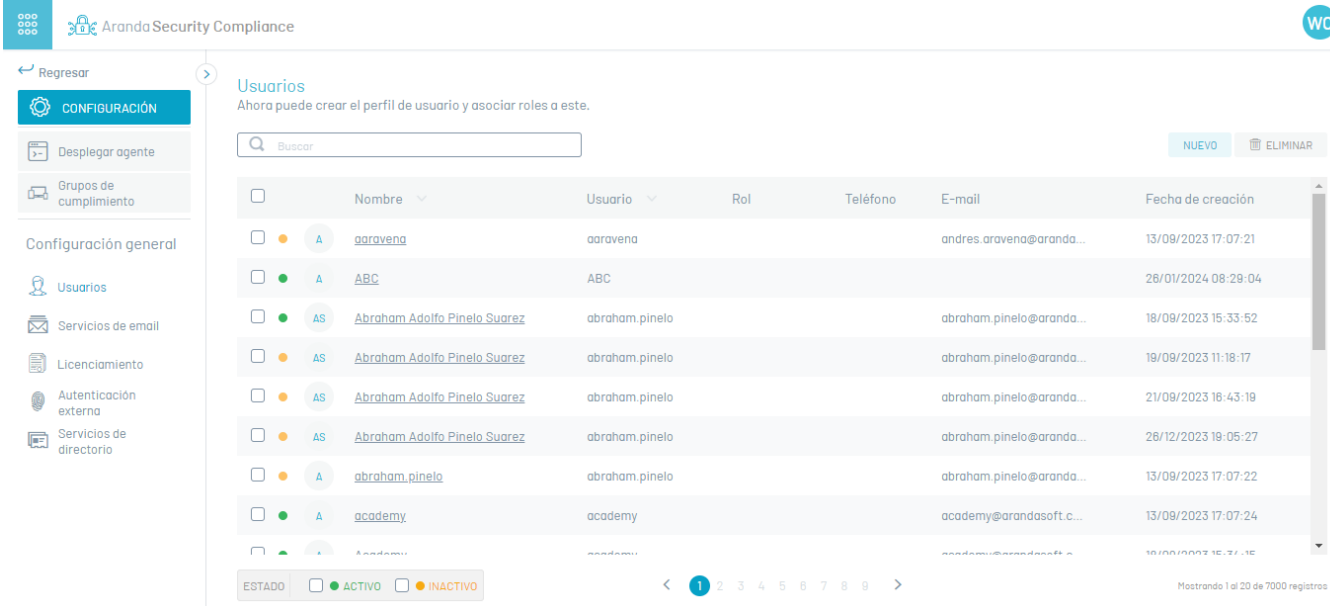 Aranda Security Compliance
WC
Regresar
CONFIGURACIÓN
Desplegar agente
Grupos de
cumplimiento
Configuración general
Usuarios
Servicios de email
Licenciamiento
Autenticación
externa
Servicios de
directorio
Usuarios
Ahora puede crear el perfil de usuario y asociar roles a este.
Buscar
NUEVO ELIMINAR
Nombre Usuario Rol Teléfono E-mail Fecha de creación
A aaravena aaravena andres.aravena@aranda... 13/09/2023 17:07:21
A ABC ABC 26/01/2024 08:29:04
AS Abraham Adolfo Pinelo Suarez abraham.pinelo abraham.pinelo@aranda... 18/09/2023 15:33:52
AS Abraham Adolfo Pinelo Suarez abraham.pinelo abraham.pinelo@aranda... 19/09/2023 11:18:17
AS Abraham Adolfo Pinelo Suarez abraham.pinelo abraham.pinelo@aranda... 21/09/2023 16:43:19
AS Abraham Adolfo Pinelo Suarez abraham.pinelo abraham.pinelo@aranda... 26/12/2023 19:05:27
A abraham.pinelo abraham.pinelo abraham.pinelo@aranda... 13/09/2023 17:07:22
A academy academy academy@arandasoft.c... 13/09/2023 17:07:24
Academy academy
ESTADO ACTIVO INACTIVO
1 2 3 4 5 6 7 8 9
Mostrando 1 al 20 de 7000 registros